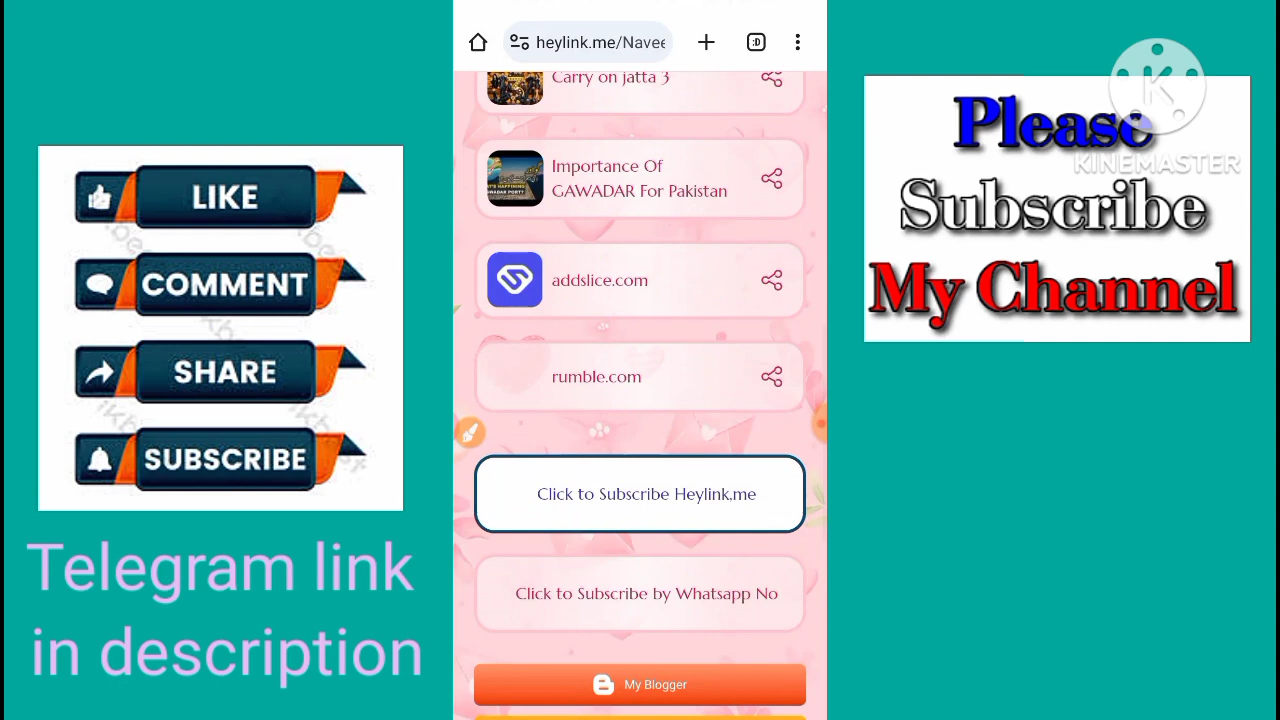 LIKE
COMMENT
SHARE
SUBSCRIBE
Telegram link
in description
heylink.me/Navee
:D
Carry on jatta 3
Importance Of
GAWADAR For Pakistan
addslice.com
rumble.com
Click to Subscribe Heylink.me
Click to Subscribe by Whatsapp No
My Blogger
Please
Subscribe
My Channel
K
KINEMASTER